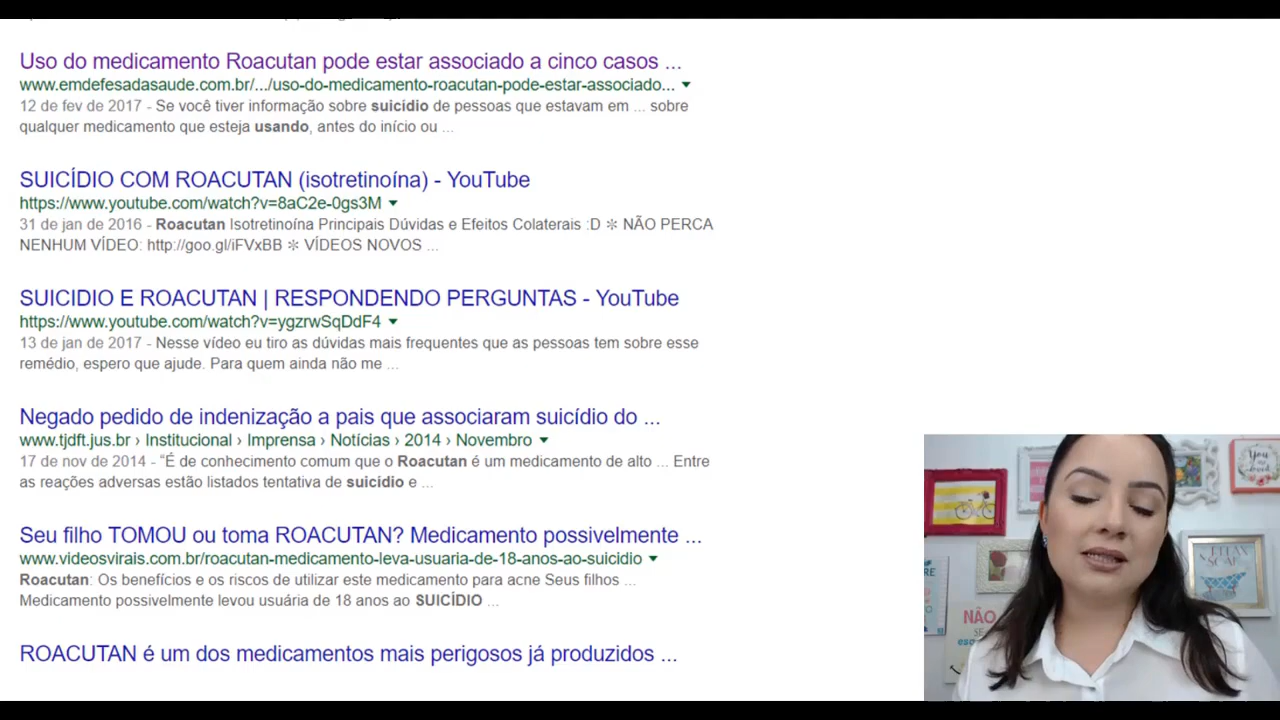 Uso do medicamento Roacutan pode estar associado a cinco casos ...
www.emdefesadasaude.com.br/.../uso-do-medicamento-roacutan-pode-estar-associado... ▼
12 de fev de 2017 - Se você tiver informação sobre suicídio de pessoas que estavam em ... sobre
qualquer medicamento que esteja usando, antes do início ou ...
SUICÍDIO COM ROACUTAN (isotretinoína) - YouTube
https://www.youtube.com/watch?v=8aC2e-0gs3M ▼
31 de jan de 2016 - Roacutan Isotretinoína Principais Dúvidas e Efeitos Colaterais :D ✲ NÃO PERCA
NENHUM VÍDEO: http://goo.gl/iFVxBB ✲ VÍDEOS NOVOS ...
SUICIDIO E ROACUTAN | RESPONDENDO PERGUNTAS - YouTube
https://www.youtube.com/watch?v=ygzrwSqDdF4 ▼
13 de jan de 2017 - Nesse vídeo eu tiro as dúvidas mais frequentes que as pessoas tem sobre esse
remédio, espero que ajude. Para quem ainda não me ...
Negado pedido de indenização a pais que associaram suicídio do ...
www.tjdft.jus.br › Institucional › Imprensa › Notícias › 2014 › Novembro ▼
17 de nov de 2014 - “É de conhecimento comum que o Roacutan é um medicamento de alto ... Entre
as reações adversas estão listados tentativa de suicídio e ...
Seu filho TOMOU ou toma ROACUTAN? Medicamento possivelmente ...
www.videosvirais.com.br/roacutan-medicamento-leva-usuaria-de-18-anos-ao-suicidio ▼
Roacutan: Os benefícios e os riscos de utilizar este medicamento para acne Seus filhos ...
Medicamento possivelmente levou usuária de 18 anos ao SUICÍDIO ...
ROACUTAN é um dos medicamentos mais perigosos já produzidos ...
You
NÃO
SE
RELAX
SOAK